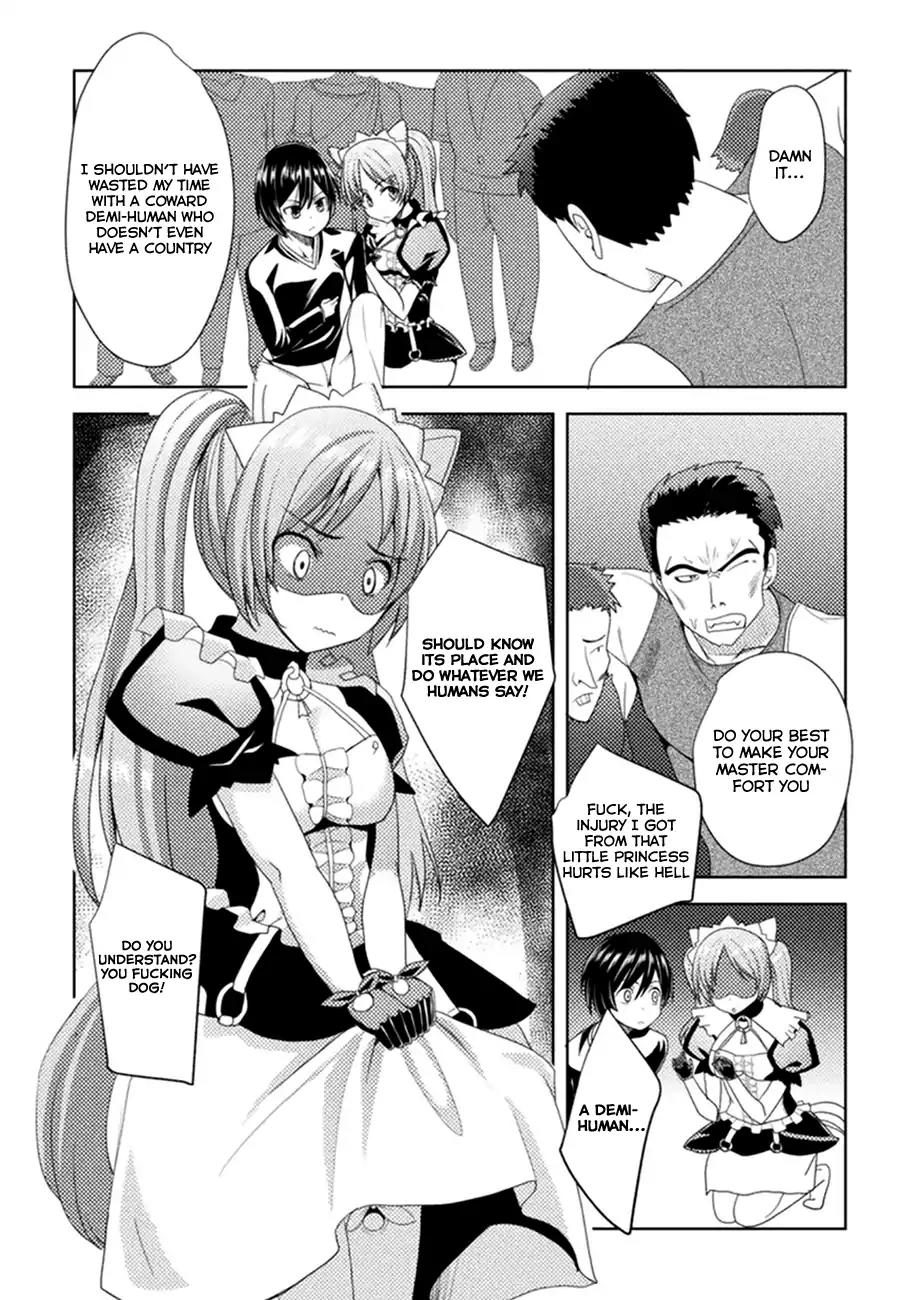 DAMN
IT...
I SHOULDN'T HAVE
WASTED MY TIME
WITH A COWARD
DEMI-HUMAN WHO
DOESN'T EVEN
HAVE A COUNTRY
DO YOUR BEST
TO MAKE YOUR
MASTER COM-
FORT YOU
FUCK, THE
INJURY I GOT
FROM THAT
LITTLE PRINCESS
HURTS LIKE HELL
A DEMI-
HUMAN...
SHOULD KNOW
ITS PLACE AND
DO WHATEVER WE
HUMANS SAY!
DO YOU
UNDERSTAND?
YOU FUCKING
DOG!